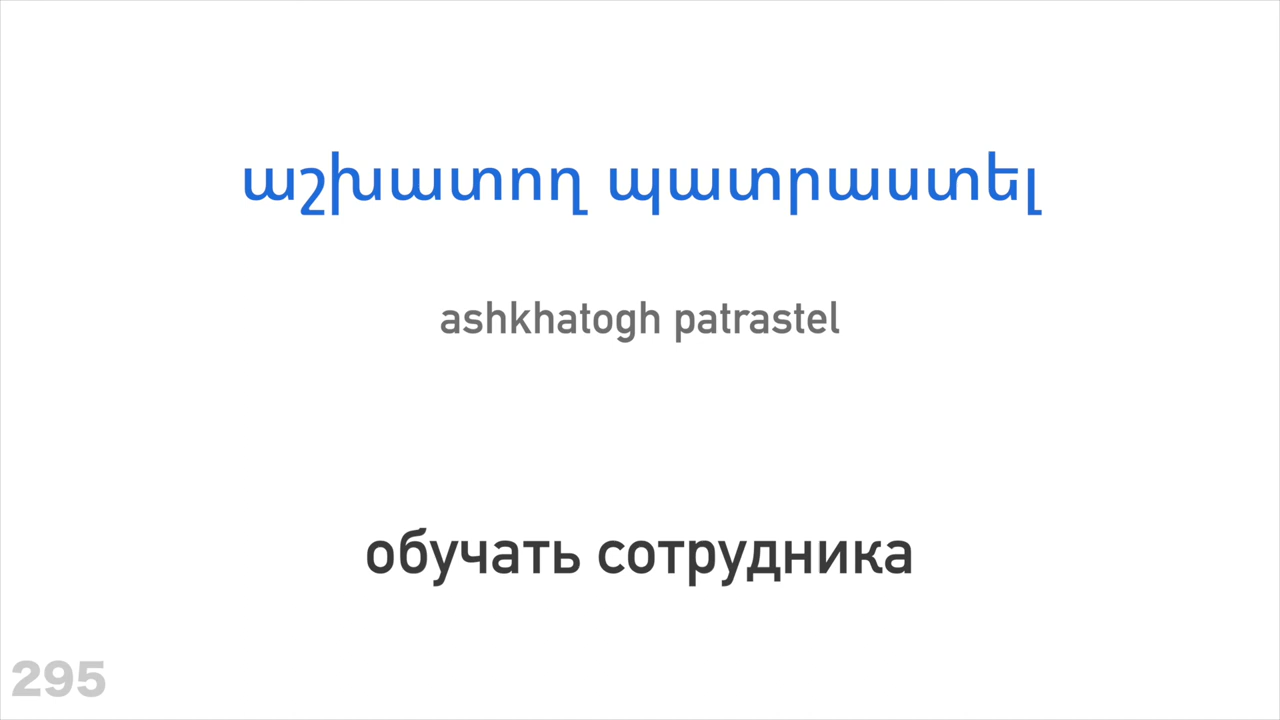 աշխատող պատրաստել
ashkhatogh patrastel
обучать сотрудника
295